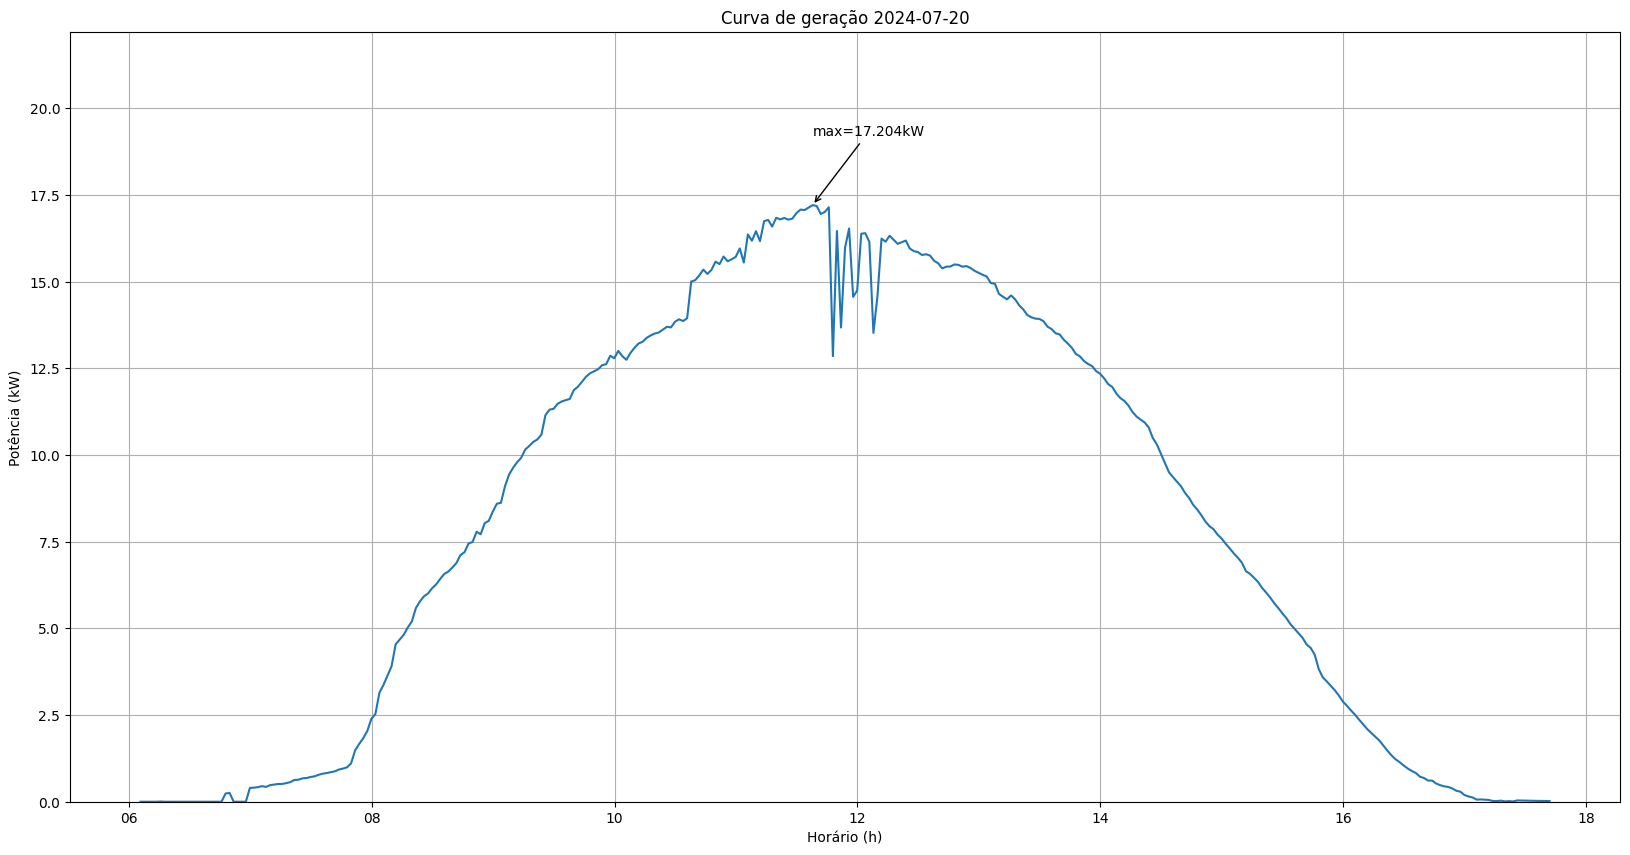 Curva de geração 2024-07-20
max=17.204kW
Potência (kW)
20.0
17.5
15.0
12.5
10.0
7.5
5.0
2.5
0.0
06 08 10 12 14 16 18
Horário (h)